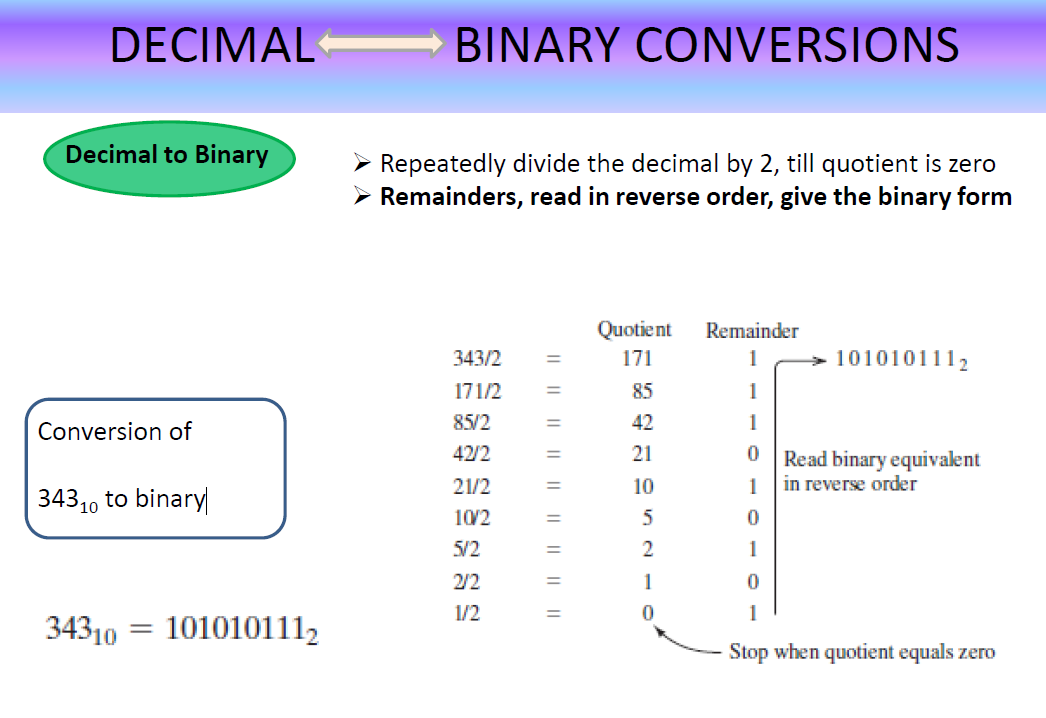 DECIMAL BINARY CONVERSIONS
Decimal to Binary
➢ Repeatedly divide the decimal by 2, till quotient is zero
➢ Remainders, read in reverse order, give the binary form
Quotient Remainder
343/2 = 171 1 101010111₂
171/2 = 85 1
85/2 = 42 1
42/2 = 21 0
21/2 = 10 1
10/2 = 5 0
5/2 = 2 1
2/2 = 1 0
1/2 = 0 1
Read binary equivalent
in reverse order
Stop when quotient equals zero
Conversion of
343₁₀ to binary
343₁₀ = 101010111₂